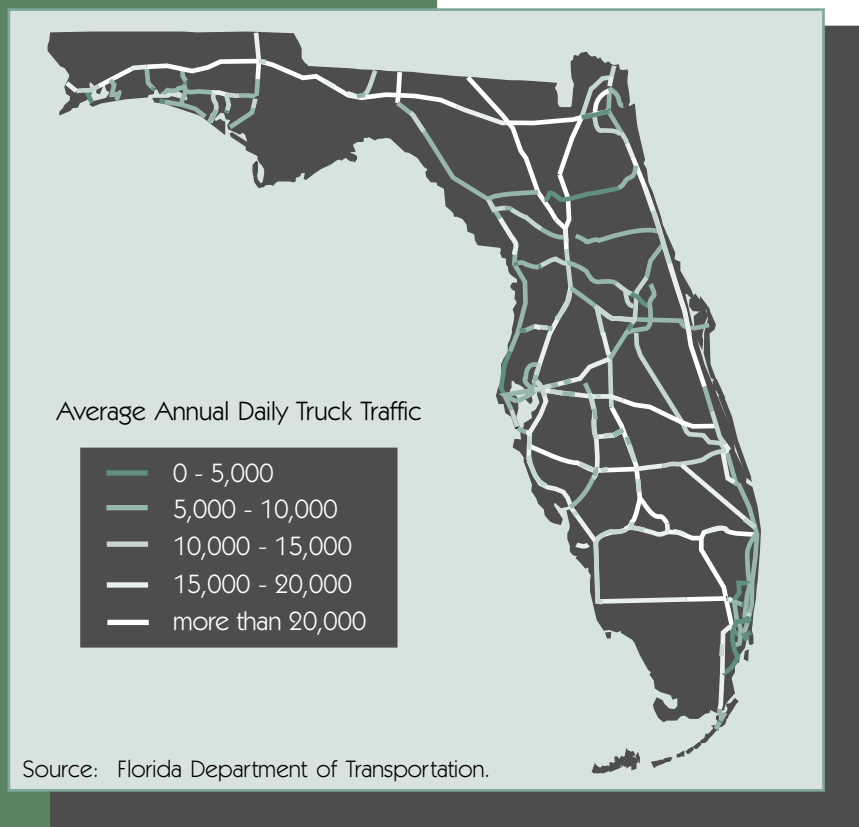 Average Annual Daily Truck Traffic
0 - 5,000
5,000 - 10,000
10,000 - 15,000
15,000 - 20,000
more than 20,000
Source: Florida Department of Transportation.